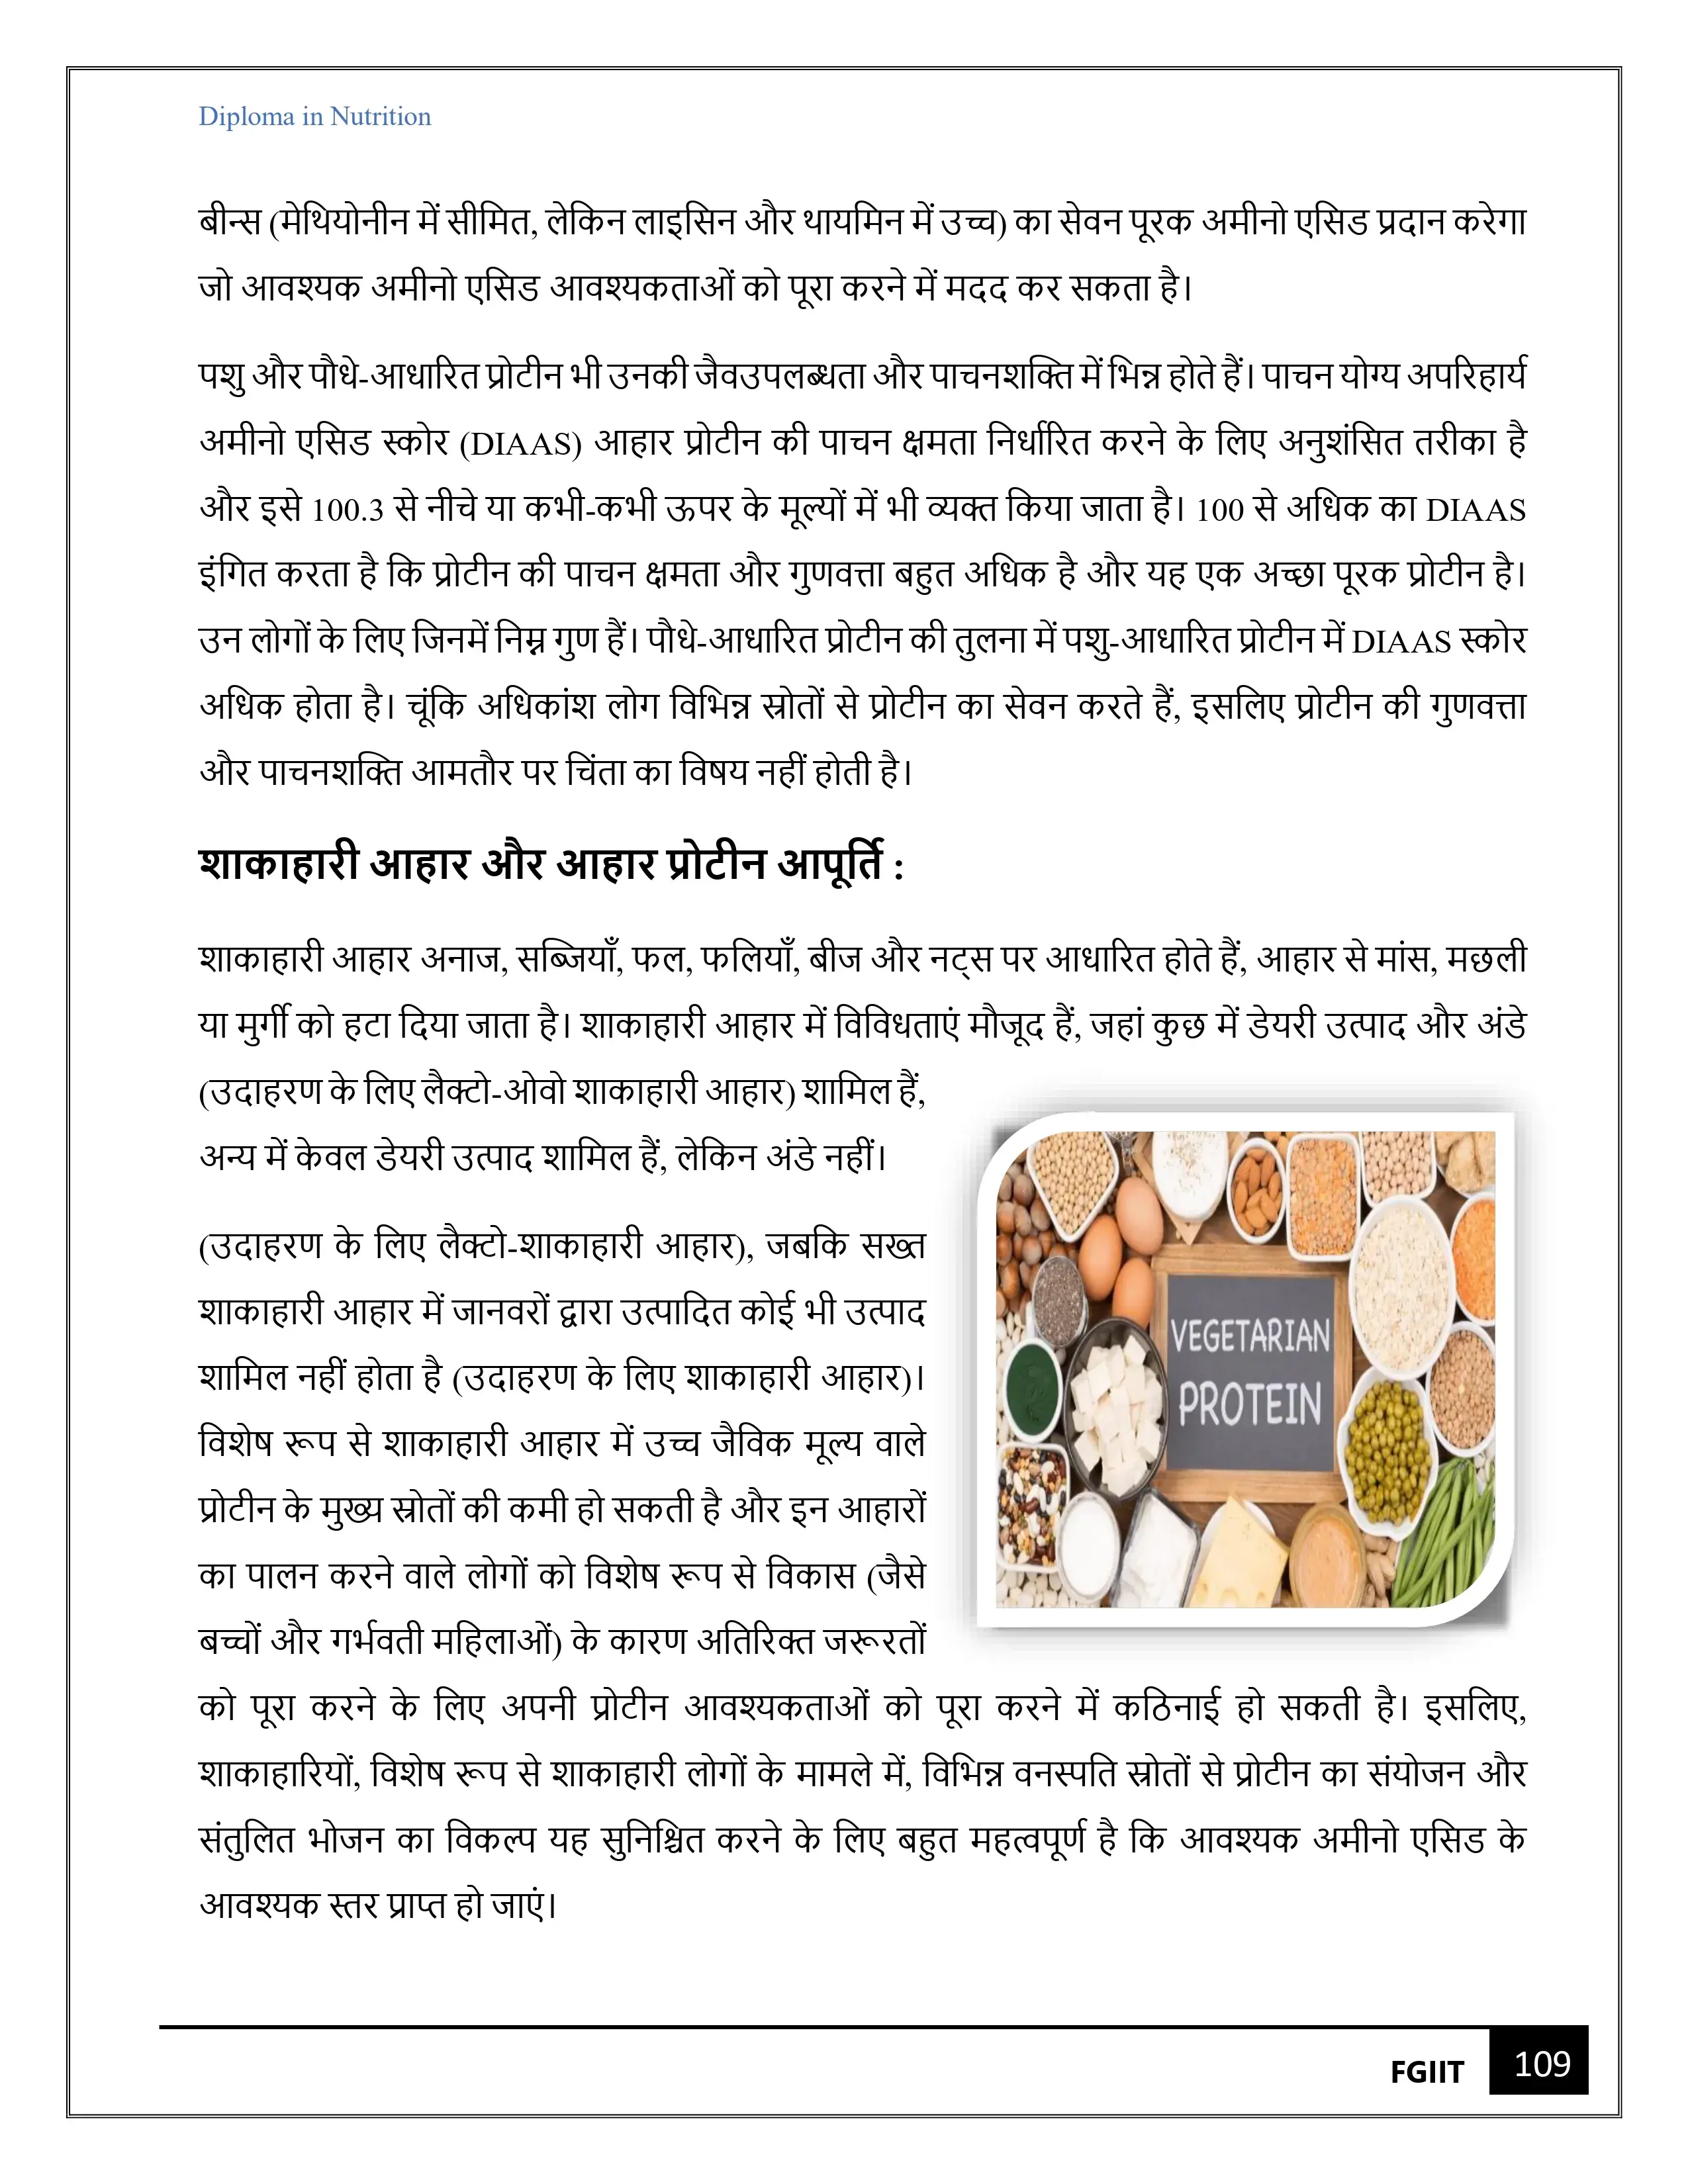 Diploma in Nutrition
बीन्स (मेथियोनीन में सीमित, लेकिन लाइसिन और थायमिन में उच्च) का सेवन पूरक अमीनो एसिड प्रदान करेगा
जो आवश्यक अमीनो एसिड आवश्यकताओं को पूरा करने में मदद कर सकता है।
पशु और पौधे-आधारित प्रोटीन भी उनकी जैवउपलब्धता और पाचनशक्ति में भिन्न होते हैं। पाचन योग्य अपरिहार्य
अमीनो एसिड स्कोर (DIAAS) आहार प्रोटीन की पाचन क्षमता निर्धारित करने के लिए अनुशंसित तरीका है
और इसे 100.3 से नीचे या कभी-कभी ऊपर के मूल्यों में भी व्यक्त किया जाता है। 100 से अधिक का DIAAS
इंगित करता है कि प्रोटीन की पाचन क्षमता और गुणवत्ता बहुत अधिक है और यह एक अच्छा पूरक प्रोटीन है।
उन लोगों के लिए जिनमें निम्न गुण हैं। पौधे-आधारित प्रोटीन की तुलना में पशु-आधारित प्रोटीन में DIAAS स्कोर
अधिक होता है। चूंकि अधिकांश लोग विभिन्न स्रोतों से प्रोटीन का सेवन करते हैं, इसलिए प्रोटीन की गुणवत्ता
और पाचनशक्ति आमतौर पर चिंता का विषय नहीं होती है।
शाकाहारी आहार और आहार प्रोटीन आपूर्ति :
शाकाहारी आहार अनाज, सब्जियाँ, फल, फलियाँ, बीज और नट्स पर आधारित होते हैं, आहार से मांस, मछली
या मुर्गी को हटा दिया जाता है। शाकाहारी आहार में विविधताएं मौजूद हैं, जहां कुछ में डेयरी उत्पाद और अंडे
(उदाहरण के लिए लैक्टो-ओवो शाकाहारी आहार) शामिल हैं,
अन्य में केवल डेयरी उत्पाद शामिल हैं, लेकिन अंडे नहीं।
(उदाहरण के लिए लैक्टो-शाकाहारी आहार), जबकि सख्त
शाकाहारी आहार में जानवरों द्वारा उत्पादित कोई भी उत्पाद
शामिल नहीं होता है (उदाहरण के लिए शाकाहारी आहार)।
विशेष रूप से शाकाहारी आहार में उच्च जैविक मूल्य वाले
प्रोटीन के मुख्य स्रोतों की कमी हो सकती है और इन आहारों
का पालन करने वाले लोगों को विशेष रूप से विकास (जैसे
बच्चों और गर्भवती महिलाओं) के कारण अतिरिक्त जरूरतों
को पूरा करने के लिए अपनी प्रोटीन आवश्यकताओं को पूरा करने में कठिनाई हो सकती है। इसलिए,
शाकाहारियों, विशेष रूप से शाकाहारी लोगों के मामले में, विभिन्न वनस्पति स्रोतों से प्रोटीन का संयोजन और
संतुलित भोजन का विकल्प यह सुनिश्चित करने के लिए बहुत महत्वपूर्ण है कि आवश्यक अमीनो एसिड के
आवश्यक स्तर प्राप्त हो जाएं।
VEGETARIAN
PROTEIN
FGIIT 109